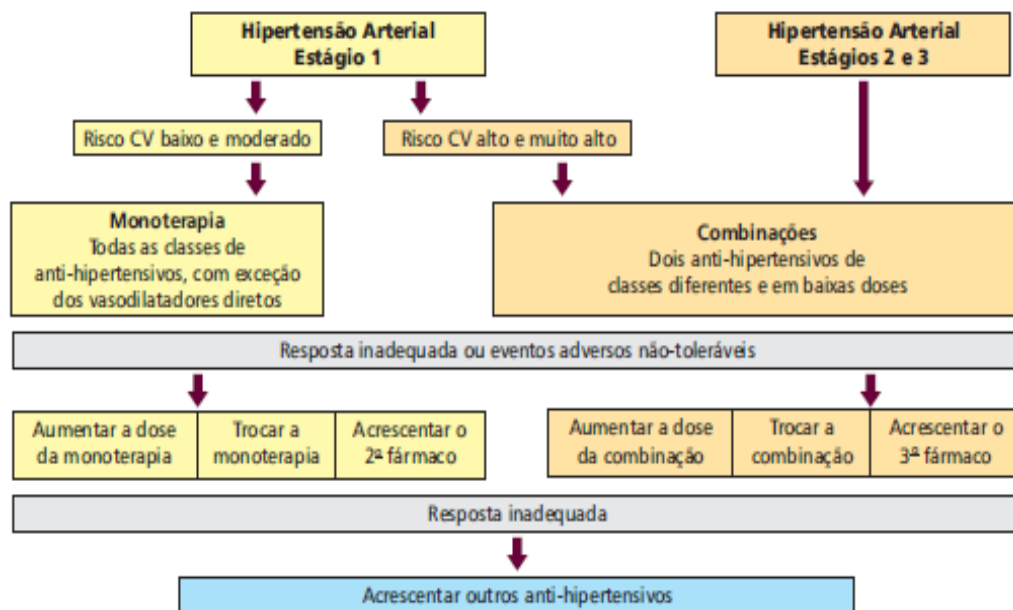 Hipertensão Arterial
Estágio 1
Hipertensão Arterial
Estágios 2 e 3
Risco CV baixo e moderado
Risco CV alto e muito alto
Monoterapia
Todas as classes de
anti-hipertensivos, com exceção
dos vasodilatadores diretos
Combinações
Dois anti-hipertensivos de
classes diferentes e em baixas doses
Resposta inadequada ou eventos adversos não-toleráveis
Aumentar a dose
da monoterapia
Trocar a
monoterapia
Acrescentar o
2º fármaco
Aumentar a dose
da combinação
Trocar a
combinação
Acrescentar o
3º fármaco
Resposta inadequada
Acrescentar outros anti-hipertensivos